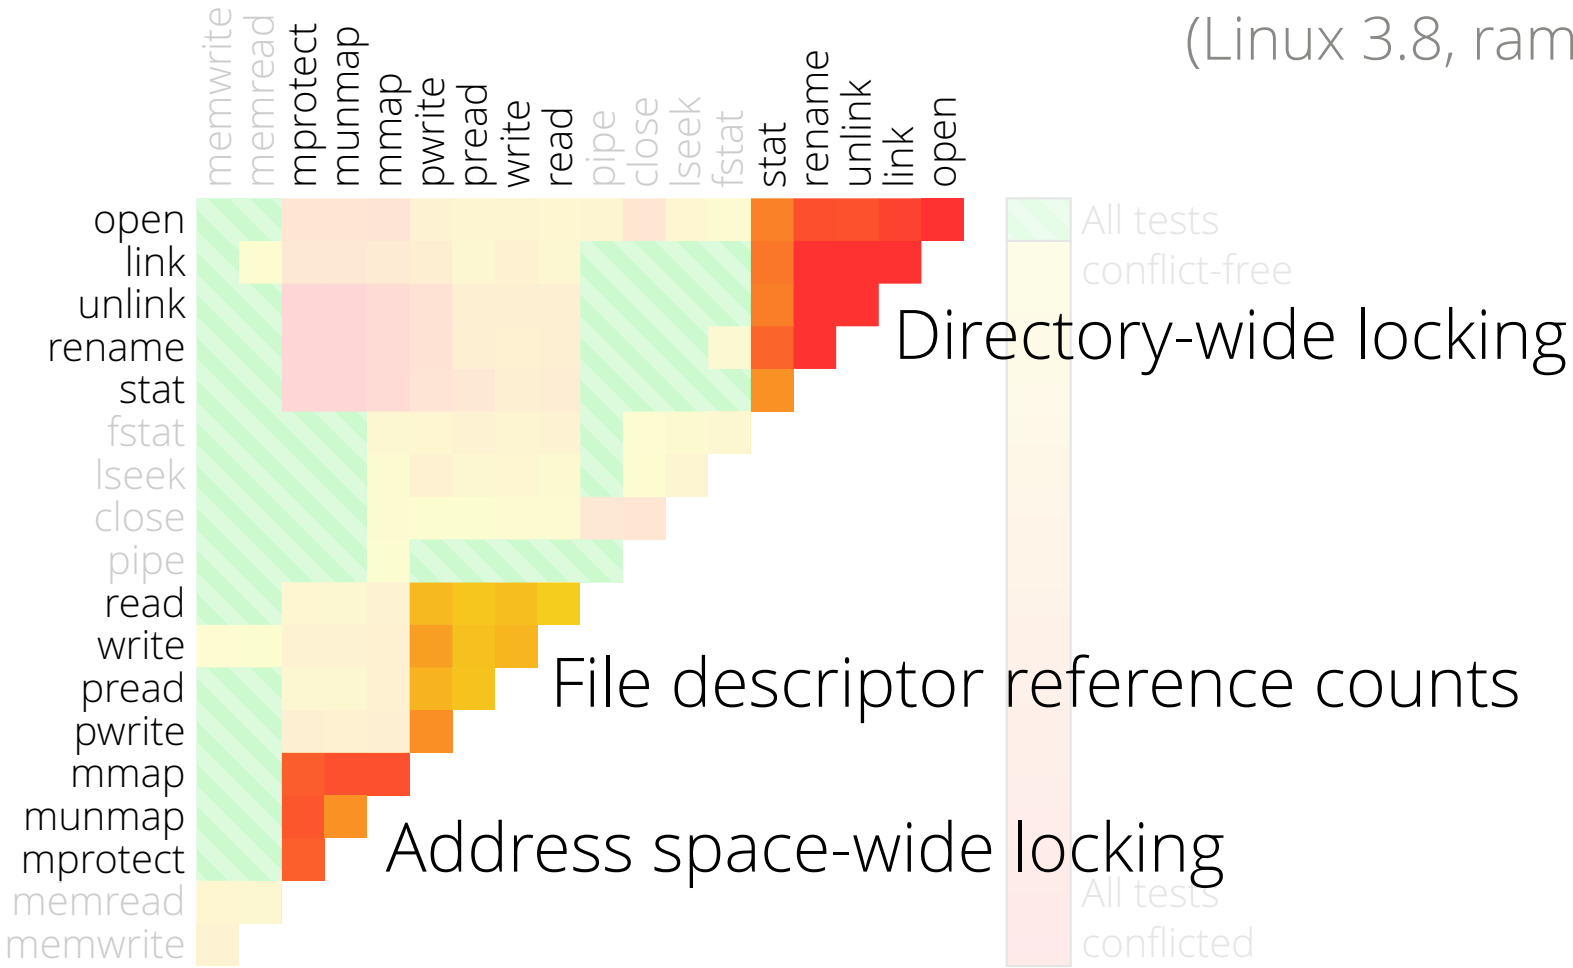 (Linux 3.8, ram
memwrite
memread
mprotect
munmap
mmap
pwrite
pread
write
read
pipe
close
lseek
fstat
stat
rename
unlink
link
open
open
link
unlink
rename
stat
fstat
lseek
close
pipe
read
write
pread
pwrite
mmap
munmap
mprotect
memread
memwrite
Directory-wide locking
File descriptor reference counts
Address space-wide locking
All tests
conflict-free
All tests
conflicted